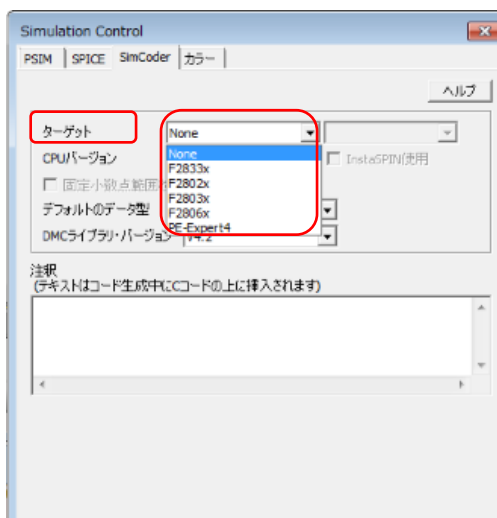 Simulation Control
PSIM SPICE SimCoder カラー
ヘルプ
ターゲット None
None
F2833x
F2802x
F2803x
F2806x
PE-Expert4
CPUバージョン InstaSPIN使用
固定小数点範囲
デフォルトのデータ型
DMCライブラリ・バージョン V4.2
注釈
(テキストはコード生成中にCコードの上に挿入されます)